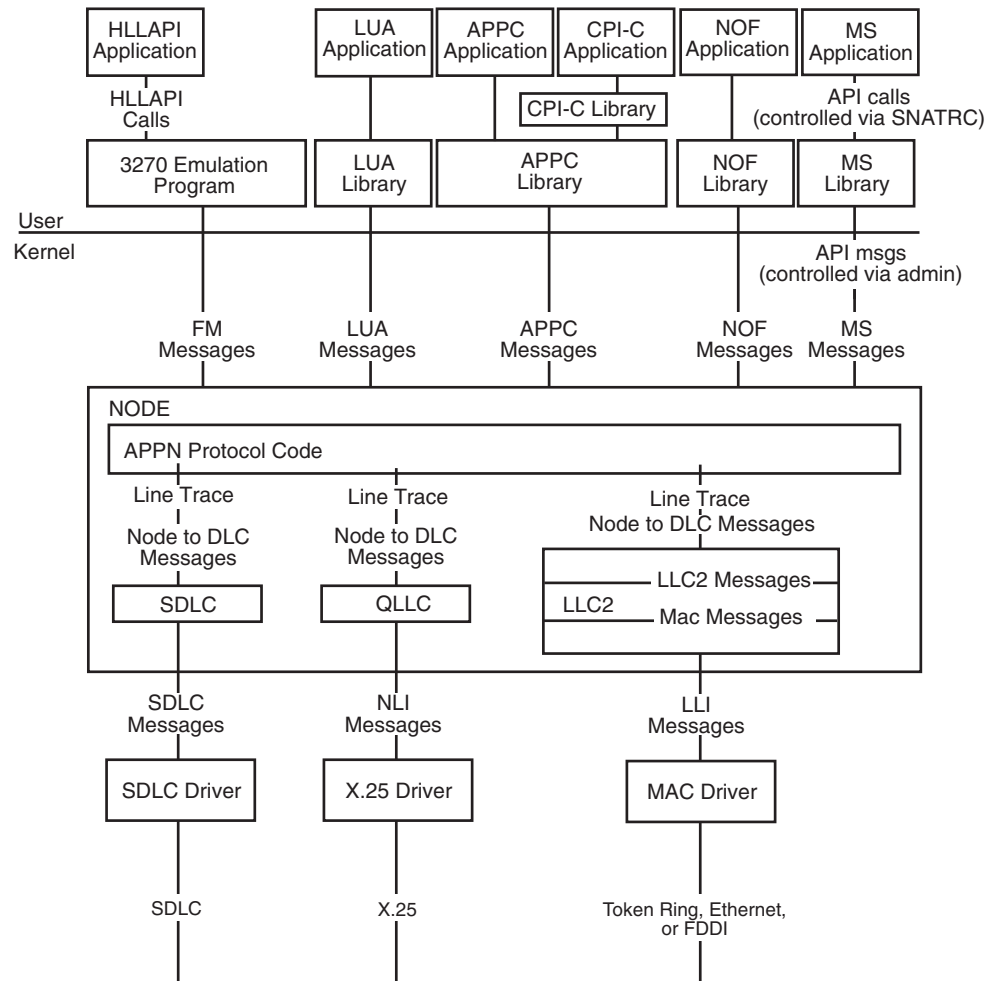 HLLAPI
Application
LUA
Application
APPC
Application
CPI-C
Application
NOF
Application
MS
Application
HLLAPI
Calls
CPI-C Library
API calls
(controlled via SNATRC)
3270 Emulation
Program
LUA
Library
APPC
Library
NOF
Library
MS
Library
User
Kernel
API msgs
(controlled via admin)
FM
Messages
LUA
Messages
APPC
Messages
NOF
Messages
MS
Messages
NODE
APPN Protocol Code
Line Trace
Line Trace
Line Trace
Node to DLC
Messages
Node to DLC
Messages
Node to DLC Messages
LLC2 Messages
SDLC
QLLC
LLC2
Mac Messages
SDLC
Messages
NLI
Messages
LLI
Messages
SDLC Driver
X.25 Driver
MAC Driver
SDLC
X.25
Token Ring, Ethernet,
or FDDI